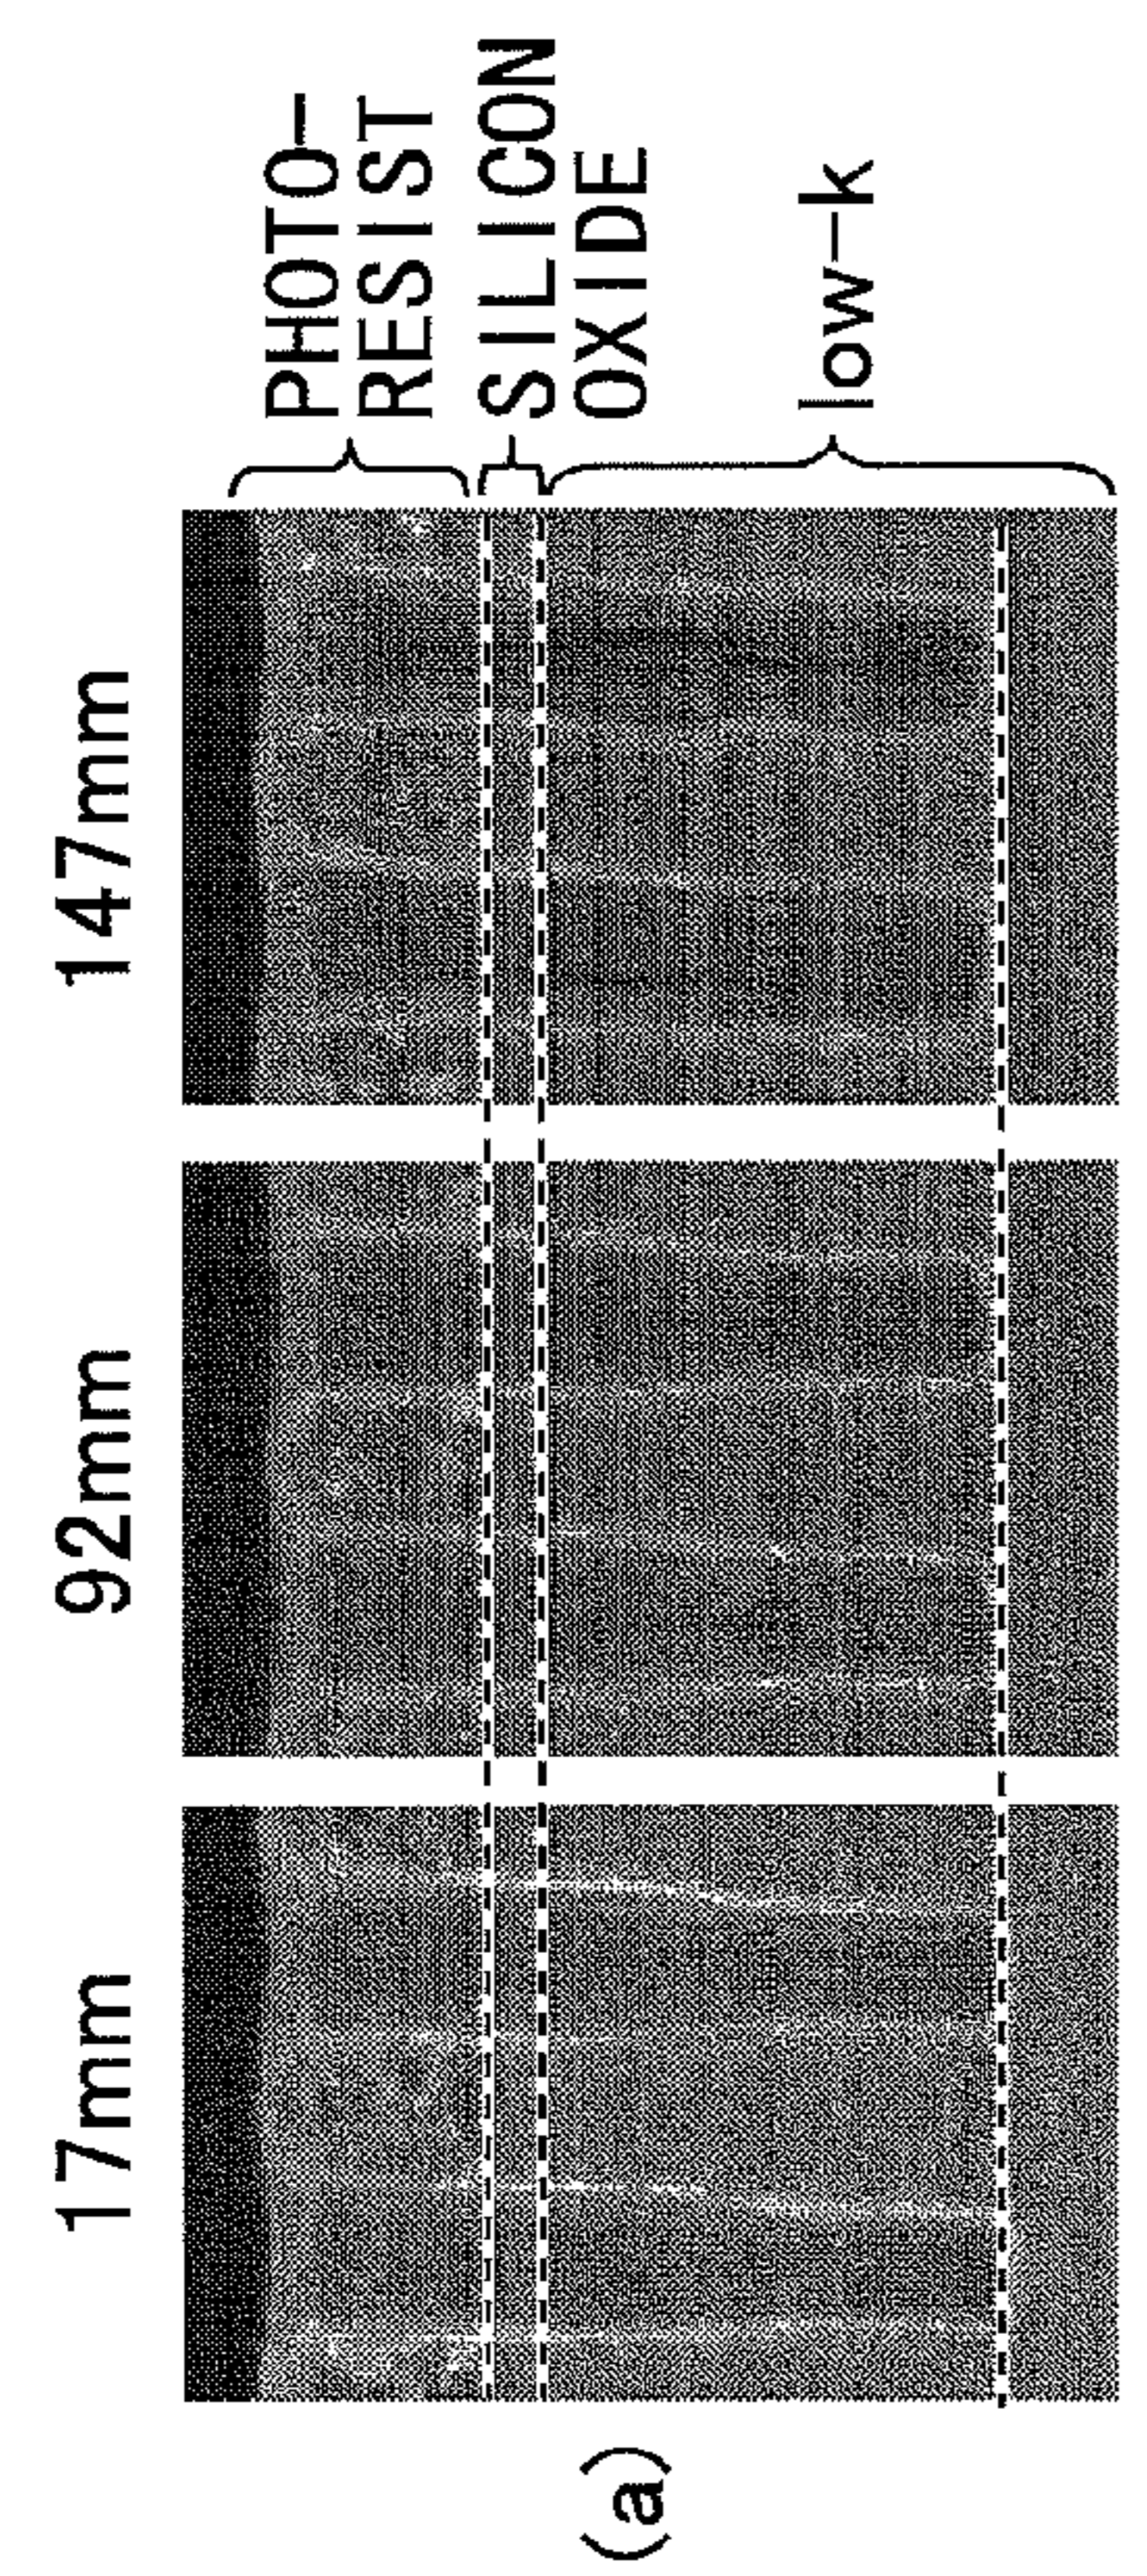 17mm
92mm
147mm
PHOTO-
RESIST
SILICON
OXIDE
low-k
(a)